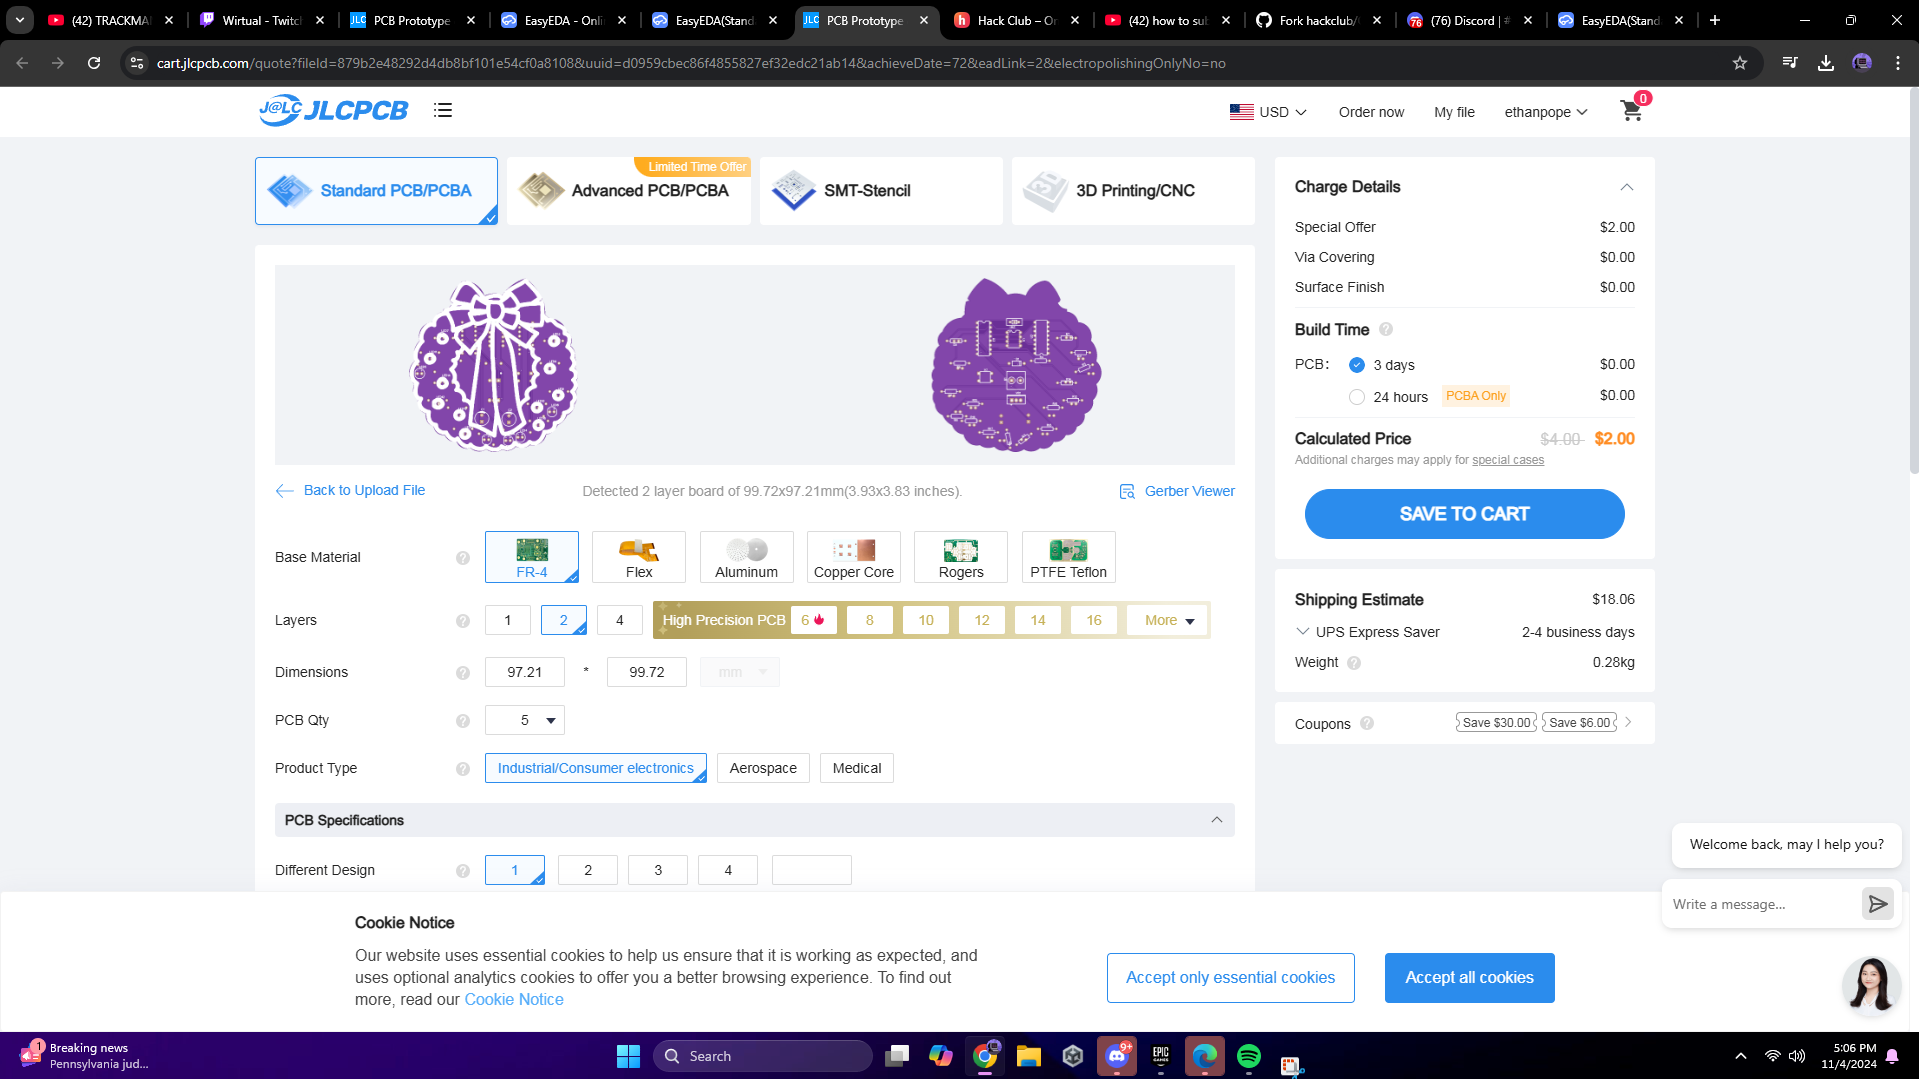 (42) TRACKMA
Wirtual - Twitch
PCB Prototype
EasyEDA - Onli
EasyEDA(Stand
PCB Prototype
Hack Club – Or
(42) how to sub
Fork hackclub/
(76) Discord | #
EasyEDA(Stand
cart.jlcpcb.com/quote?fileId=879b2e48292d4db8bf101e54cf0a8108&uuid=d0959cbec86f4855827ef32edc21ab14&achieveDate=72&eadLink=2&electropolishingOnlyNo=no
J@LC JLCPCB
USD
Order now
My file
ethanpope
0
Standard PCB/PCBA
Limited Time Offer
Advanced PCB/PCBA
SMT-Stencil
3D Printing/CNC
Back to Upload File
Detected 2 layer board of 99.72x97.21mm(3.93x3.83 inches).
Gerber Viewer
Base Material
FR-4
Flex
Aluminum
Copper Core
Rogers
PTFE Teflon
Layers
1
2
4
High Precision PCB
6
8
10
12
14
16
More
Dimensions
97.21
*
99.72
mm
PCB Qty
5
Product Type
Industrial/Consumer electronics
Aerospace
Medical
PCB Specifications
Different Design
1
2
3
4
Charge Details
Special Offer $2.00
Via Covering $0.00
Surface Finish $0.00
Build Time
PCB: 3 days $0.00
24 hours PCBA Only $0.00
Calculated Price $4.00 $2.00
Additional charges may apply for special cases
SAVE TO CART
Shipping Estimate $18.06
UPS Express Saver 2-4 business days
Weight 0.28kg
Coupons Save $30.00 Save $6.00
Welcome back, may I help you?
Write a message...
Cookie Notice
Our website uses essential cookies to help us ensure that it is working as expected, and
uses optional analytics cookies to offer you a better browsing experience. To find out
more, read our Cookie Notice
Accept only essential cookies
Accept all cookies
1
Breaking news
Pennsylvania jud...
Search
9+
EPIC GAMES
5:06 PM
11/4/2024